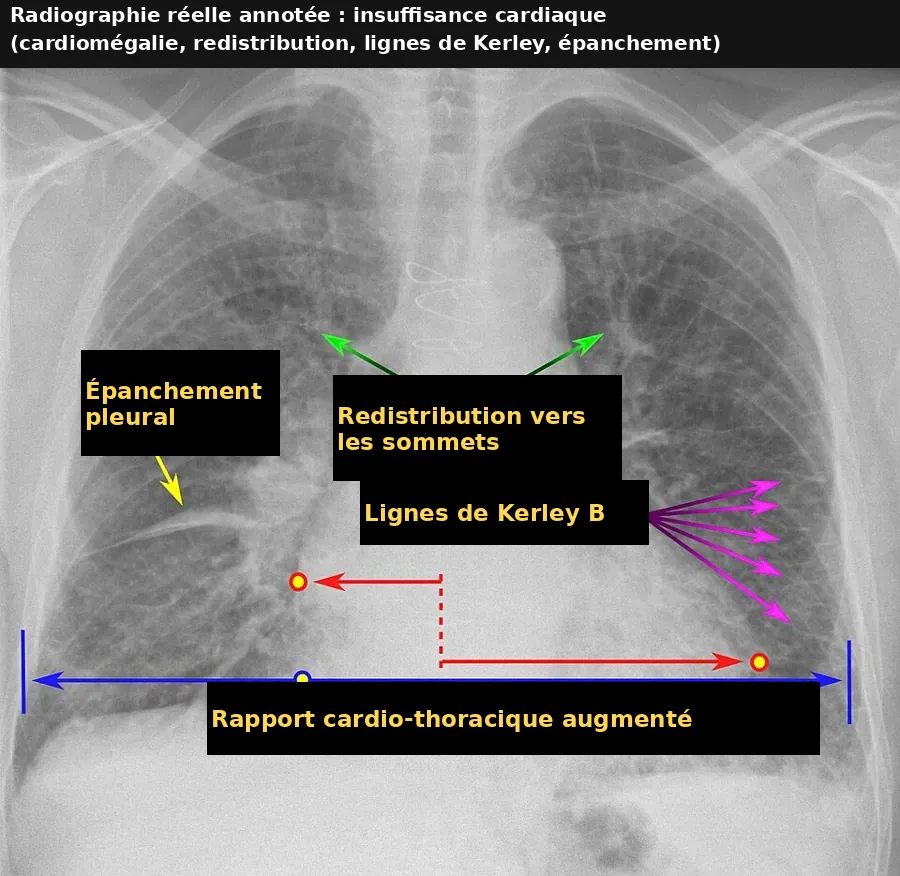 Radiographie réelle annotée : insuffisance cardiaque
(cardiomégalie, redistribution, lignes de Kerley, épanchement)
Épanchement
pleural
Redistribution vers
les sommets
Lignes de Kerley B
Rapport cardio-thoracique augmenté